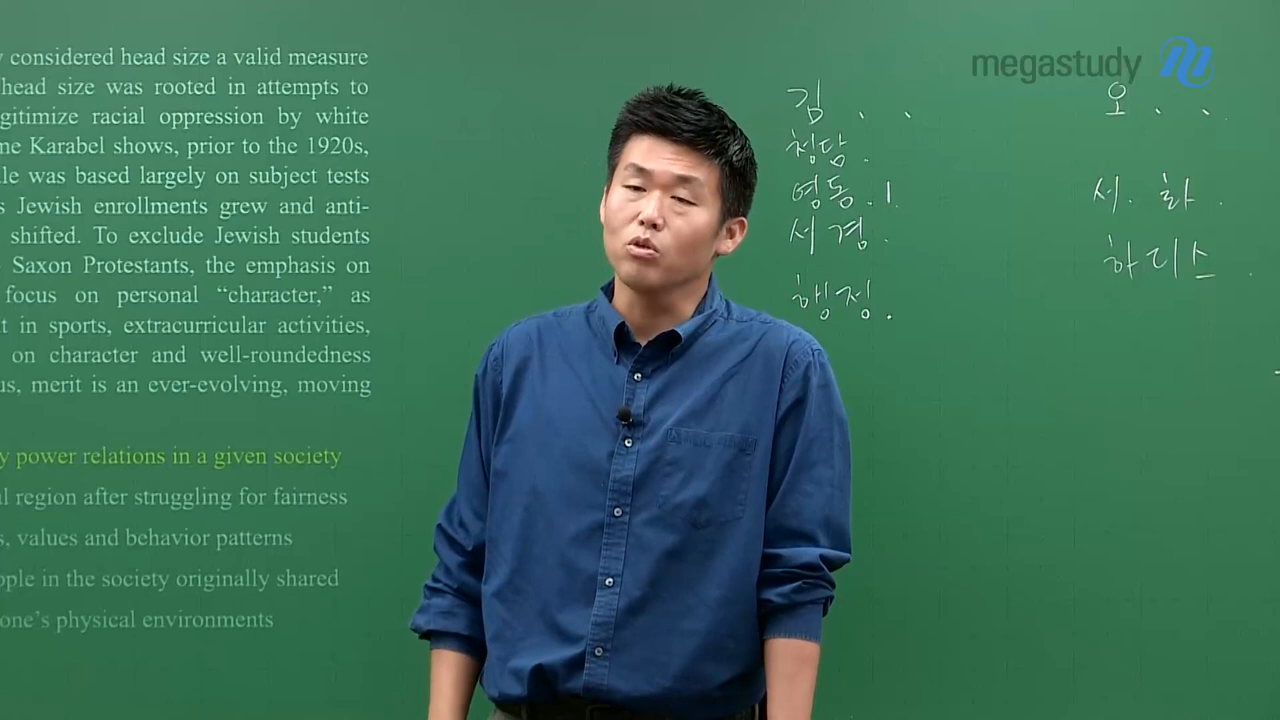 considered head size a valid measure
head size was rooted in attempts to
gitimize racial oppression by white
me Karabel shows, prior to the 1920s,
le was based largely on subject tests
s Jewish enrollments grew and anti-
shifted. To exclude Jewish students
Saxon Protestants, the emphasis on
focus on personal “character,” as
t in sports, extracurricular activities,
on character and well-roundedness
us, merit is an ever-evolving, moving
y power relations in a given society
l region after struggling for fairness
s, values and behavior patterns
ople in the society originally shared
one’s physical environments
megastudy
김 . .
청담.
영동.1.
서경.
행정.
오 . .
서. 화.
하디스.